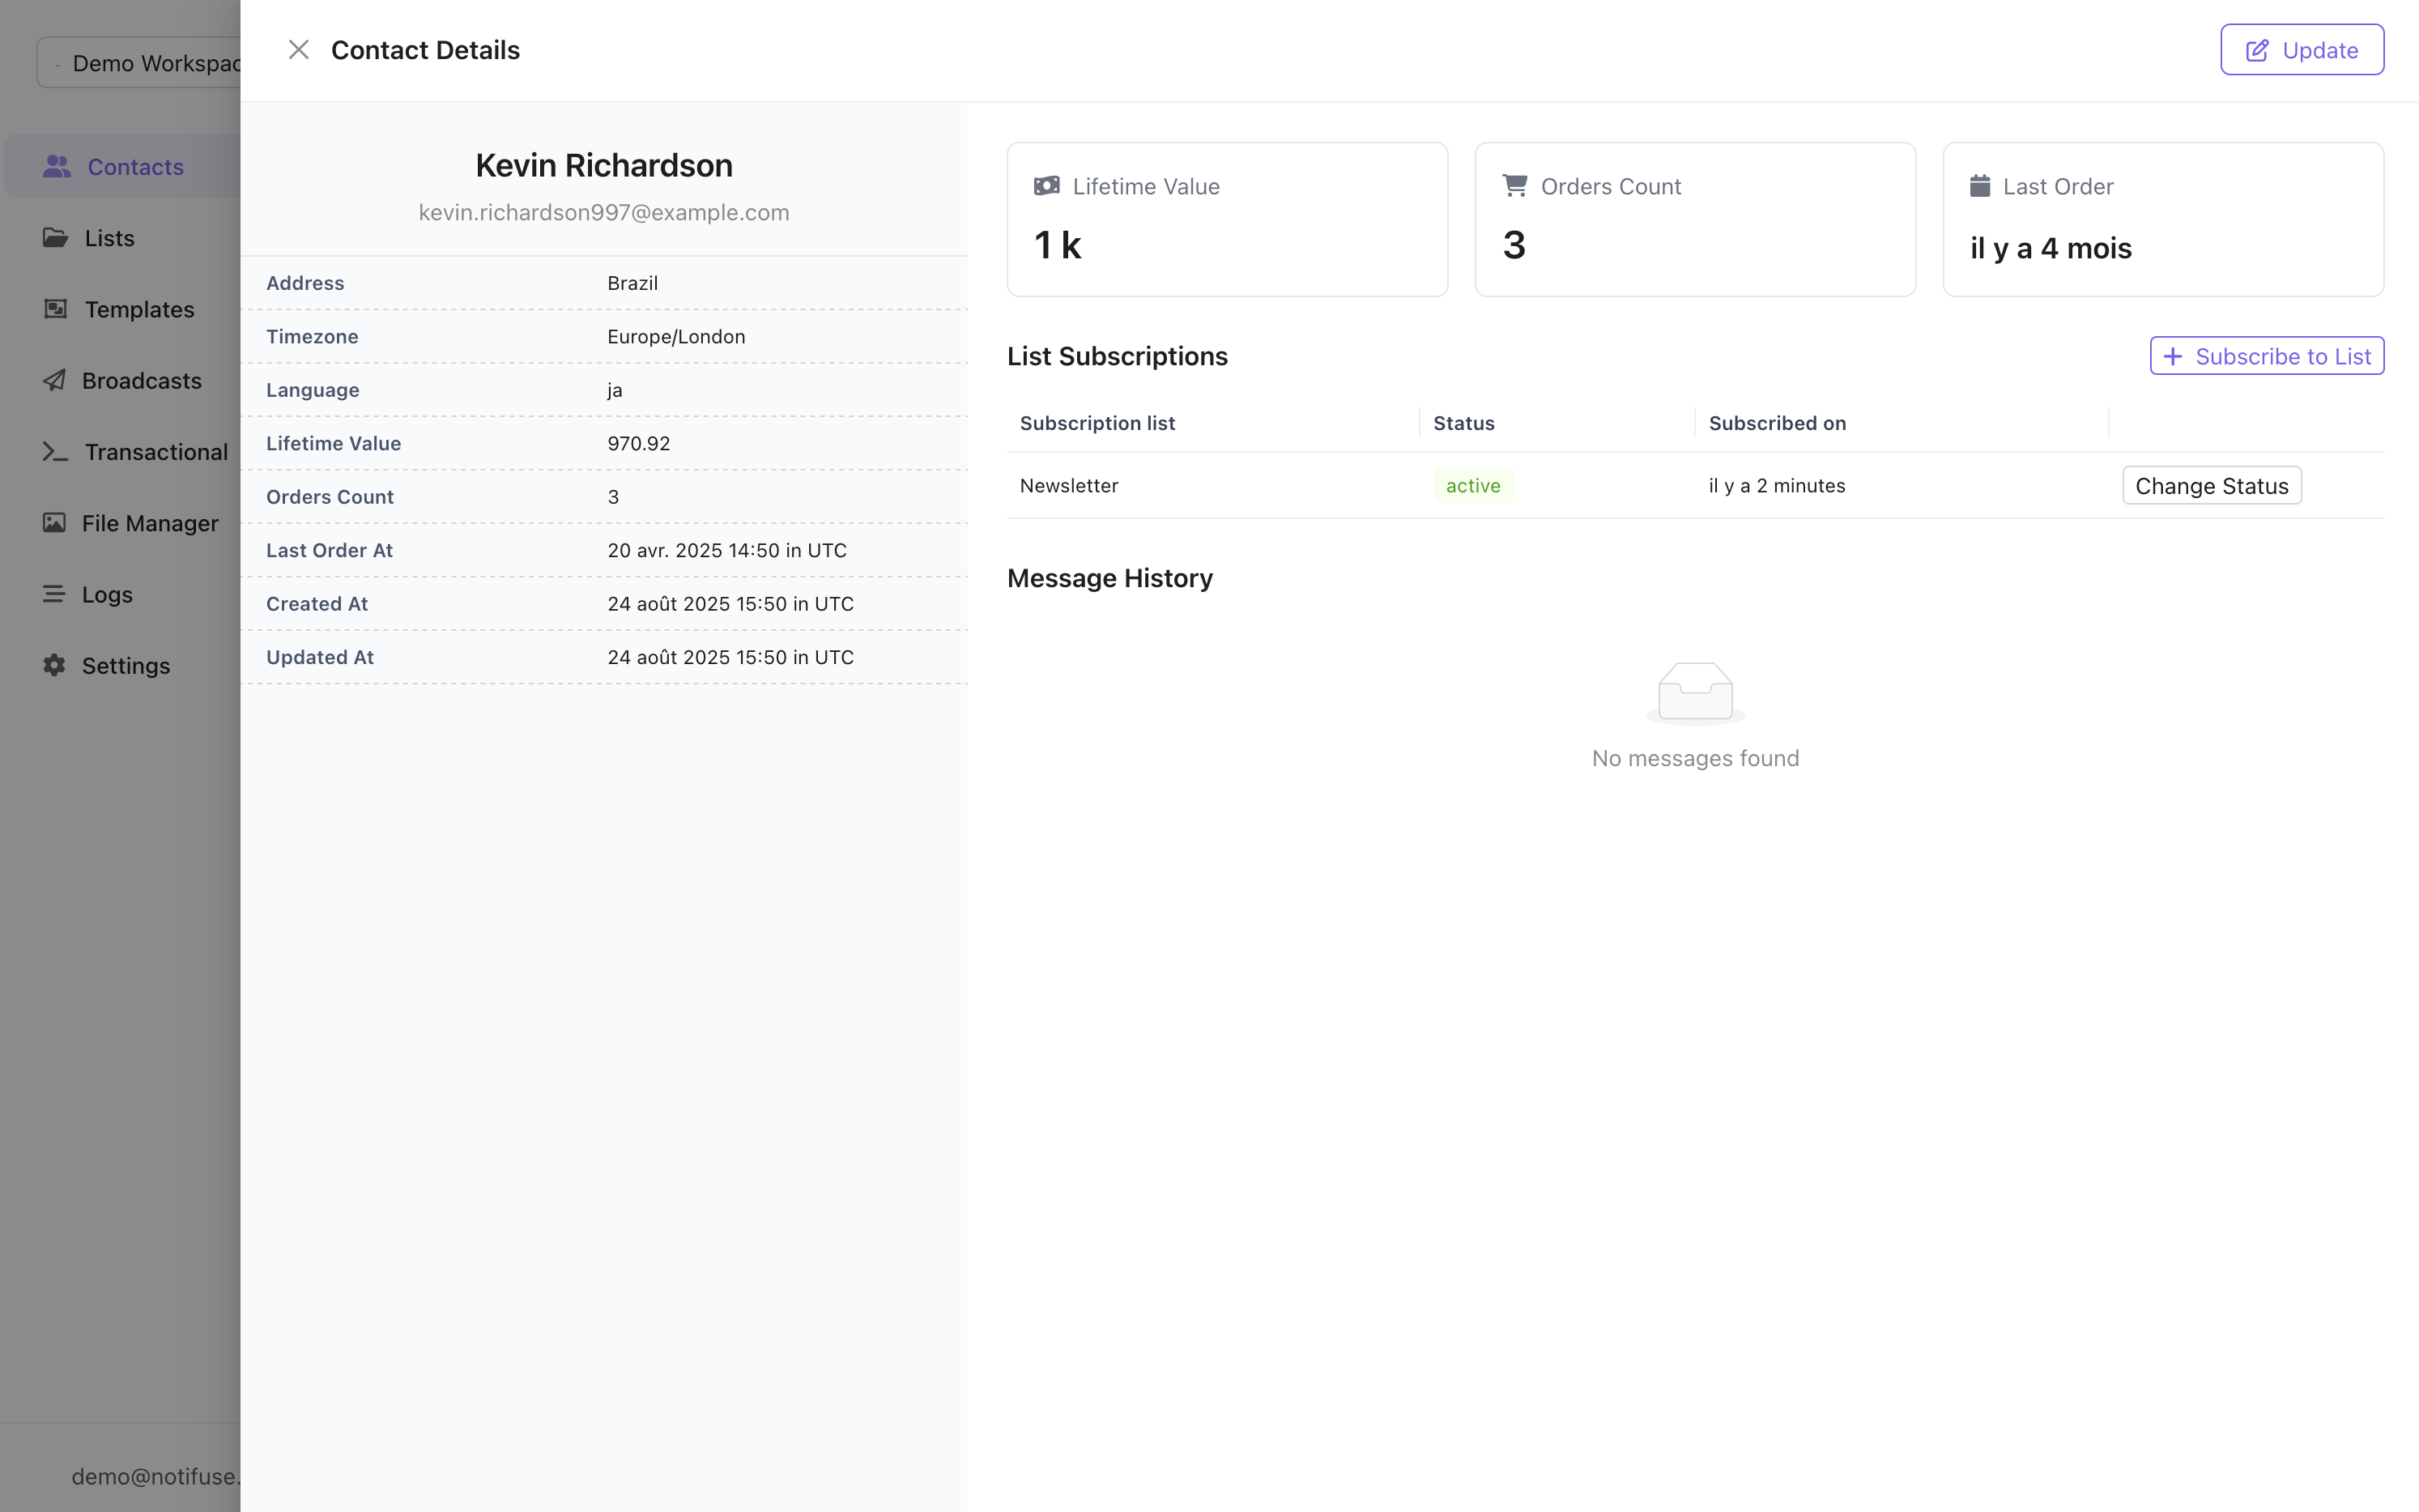 Demo Workspac
Contacts
Lists
Templates
Broadcasts
Transactional
File Manager
Logs
Settings
demo@notifuse.
Contact Details
Update
Kevin Richardson
kevin.richardson997@example.com
Address Brazil
Timezone Europe/London
Language ja
Lifetime Value 970.92
Orders Count 3
Last Order At 20 avr. 2025 14:50 in UTC
Created At 24 août 2025 15:50 in UTC
Updated At 24 août 2025 15:50 in UTC
Lifetime Value
1 k
Orders Count
3
Last Order
il y a 4 mois
List Subscriptions
Subscribe to List
Subscription list Status Subscribed on
Newsletter active il y a 2 minutes Change Status
Message History
No messages found